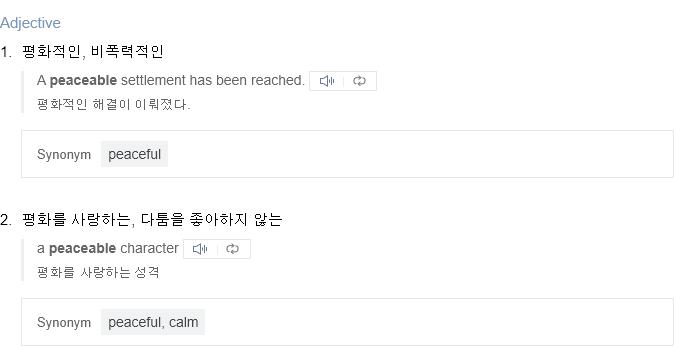 Adjective
1. 평화적인, 비폭력적인
A peaceable settlement has been reached.
평화적인 해결이 이뤄졌다.
Synonym peaceful
2. 평화를 사랑하는, 다툼을 좋아하지 않는
a peaceable character
평화를 사랑하는 성격
Synonym peaceful, calm